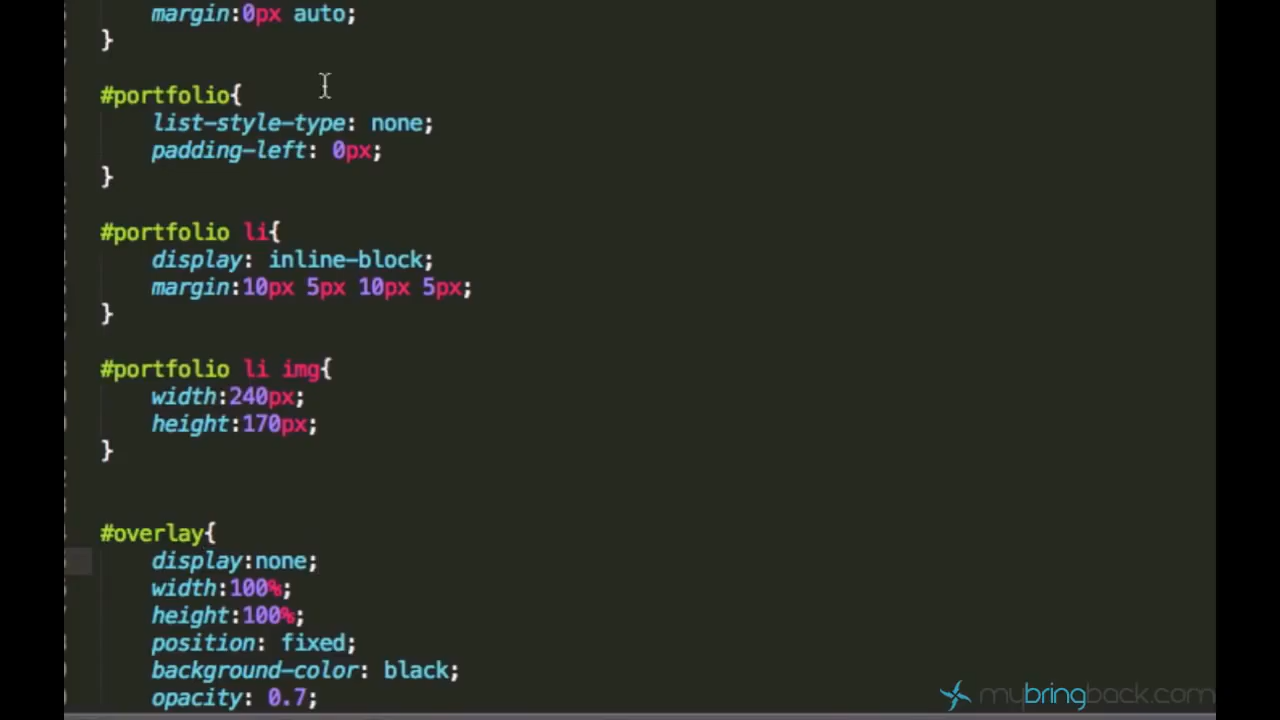 margin:0px auto;
}
#portfolio{
list-style-type: none;
padding-left: 0px;
}
#portfolio li{
display: inline-block;
margin:10px 5px 10px 5px;
}
#portfolio li img{
width:240px;
height:170px;
}
#overlay{
display:none;
width:100%;
height:100%;
position: fixed;
background-color: black;
opacity: 0.7;
mybringback.com